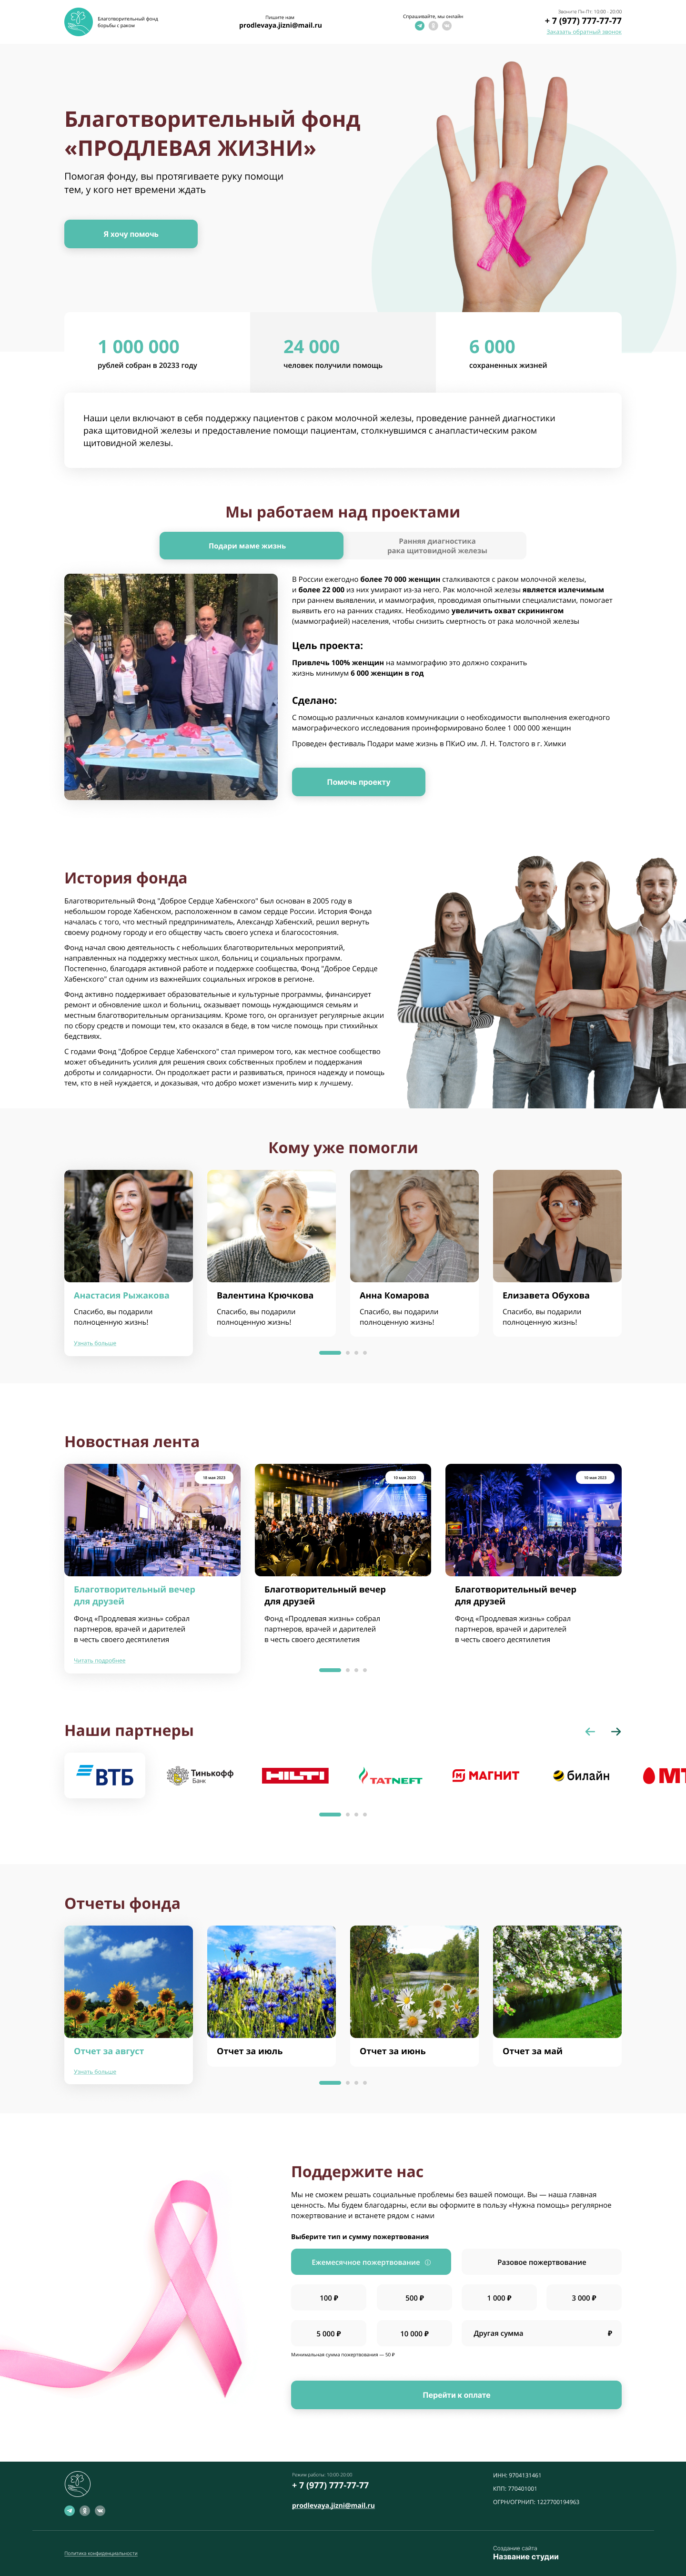 Благотворительный фонд
борьбы с раком
Пишите нам
prodlevaya.jizni@mail.ru
Спрашивайте, мы онлайн
Звоните Пн-Пт: 10:00 - 20:00
+ 7 (977) 777-77-77
Заказать обратный звонок
Благотворительный фонд
«ПРОДЛЕВАЯ ЖИЗНИ»
Помогая фонду, вы протягиваете руку помощи
тем, у кого нет времени ждать
Я хочу помочь
1 000 000
рублей собран в 20233 году
24 000
человек получили помощь
6 000
сохраненных жизней
Наши цели включают в себя поддержку пациентов с раком молочной железы, проведение ранней диагностики
рака щитовидной железы и предоставление помощи пациентам, столкнувшимся с анапластическим раком
щитовидной железы.
Мы работаем над проектами
Подари маме жизнь
Ранняя диагностика
рака щитовидной железы
В России ежегодно более 70 000 женщин сталкиваются с раком молочной железы,
и более 22 000 из них умирают из-за него. Рак молочной железы является излечимым
при раннем выявлении, и маммография, проводимая опытными специалистами, помогает
выявить его на ранних стадиях. Необходимо увеличить охват скринингом
(маммографией) населения, чтобы снизить смертность от рака молочной железы
Цель проекта:
Привлечь 100% женщин на маммографию это должно сохранить
жизнь минимум 6 000 женщин в год
Сделано:
С помощью различных каналов коммуникации о необходимости выполнения ежегодного
мамографического исследования проинформировано более 1 000 000 женщин
Проведен фестиваль Подари маме жизнь в ПКиО им. Л. Н. Толстого в г. Химки
Помочь проекту
История фонда
Благотворительный Фонд "Доброе Сердце Хабенского" был основан в 2005 году в
небольшом городе Хабенском, расположенном в самом сердце России. История Фонда
началась с того, что местный предприниматель, Александр Хабенский, решил вернуть
своему родному городу и его обществу часть своего успеха и благосостояния.
Фонд начал свою деятельность с небольших благотворительных мероприятий,
направленных на поддержку местных школ, больниц и социальных программ.
Постепенно, благодаря активной работе и поддержке сообщества, Фонд "Доброе Сердце
Хабенского" стал одним из важнейших социальных игроков в регионе.
Фонд активно поддерживает образовательные и культурные программы, финансирует
ремонт и обновление школ и больниц, оказывает помощь нуждающимся семьям и
местным благотворительным организациям. Кроме того, он организует регулярные акции
по сбору средств и помощи тем, кто оказался в беде, в том числе помощь при стихийных
бедствиях.
С годами Фонд "Доброе Сердце Хабенского" стал примером того, как местное сообщество
может объединить усилия для решения своих собственных проблем и поддержания
доброты и солидарности. Он продолжает расти и развиваться, принося надежду и помощь
тем, кто в ней нуждается, и доказывая, что добро может изменить мир к лучшему.
Кому уже помогли
Анастасия Рыжакова
Спасибо, вы подарили
полноценную жизнь!
Узнать больше
Валентина Крючкова
Спасибо, вы подарили
полноценную жизнь!
Анна Комарова
Спасибо, вы подарили
полноценную жизнь!
Елизавета Обухова
Спасибо, вы подарили
полноценную жизнь!
Новостная лента
18 мая 2023
Благотворительный вечер
для друзей
Фонд «Продлевая жизнь» собрал
партнеров, врачей и дарителей
в честь своего десятилетия
Читать подробнее
10 мая 2023
Благотворительный вечер
для друзей
Фонд «Продлевая жизнь» собрал
партнеров, врачей и дарителей
в честь своего десятилетия
10 мая 2023
Благотворительный вечер
для друзей
Фонд «Продлевая жизнь» собрал
партнеров, врачей и дарителей
в честь своего десятилетия
Наши партнеры
ВТБ
Тинькофф
Банк
HILTI
TATNEFT
МАГНИТ
билайн
МТ
Отчеты фонда
Отчет за август
Узнать больше
Отчет за июль
Отчет за июнь
Отчет за май
Поддержите нас
Мы не сможем решать социальные проблемы без вашей помощи. Вы — наша главная
ценность. Мы будем благодарны, если вы оформите в пользу «Нужна помощь» регулярное
пожертвование и встанете рядом с нами
Выберите тип и сумму пожертвования
Ежемесячное пожертвование
Разовое пожертвование
100 ₽
500 ₽
1 000 ₽
3 000 ₽
5 000 ₽
10 000 ₽
Другая сумма ₽
Минимальная сумма пожертвования — 50 ₽
Перейти к оплате
Режим работы: 10:00-20:00
+ 7 (977) 777-77-77
prodlevaya.jizni@mail.ru
ИНН: 9704131461
КПП: 770401001
ОГРН/ОГРНИП: 1227700194963
Политика конфиденциальности
Создание сайта
Название студии